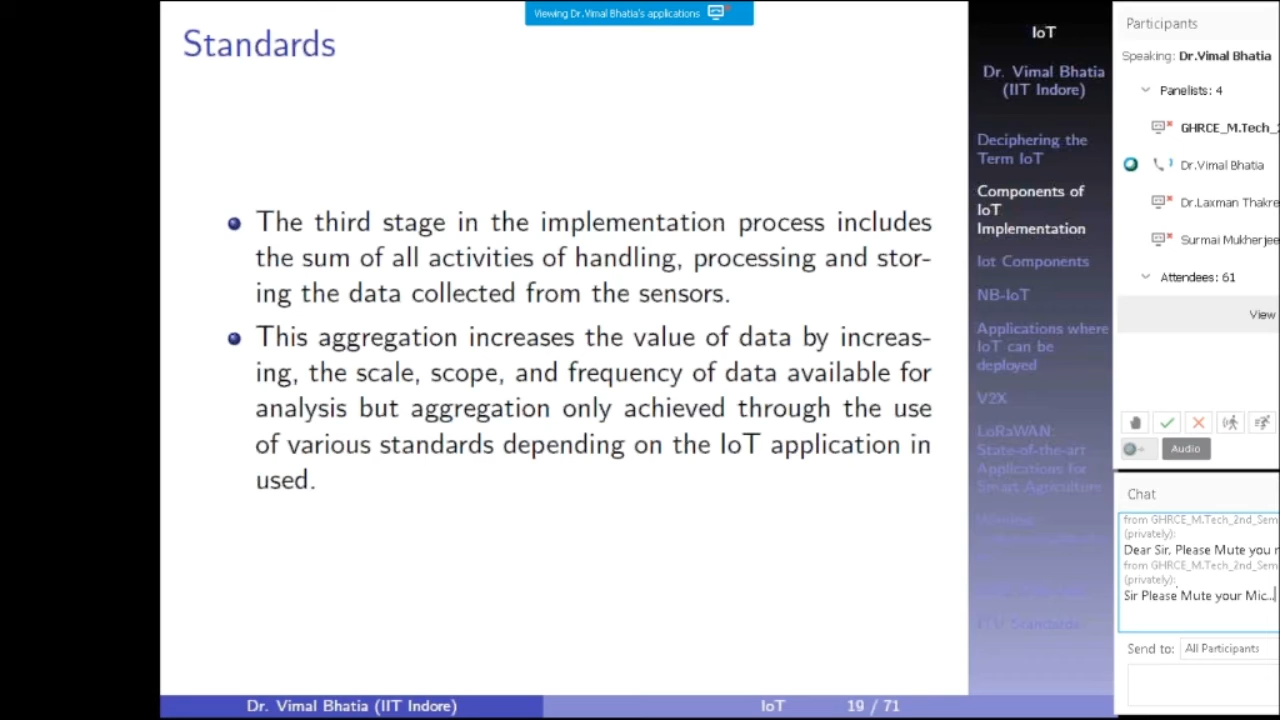 Viewing Dr.Vimal Bhatia's applications
Standards
The third stage in the implementation process includes
the sum of all activities of handling, processing and stor-
ing the data collected from the sensors.
This aggregation increases the value of data by increas-
ing, the scale, scope, and frequency of data available for
analysis but aggregation only achieved through the use
of various standards depending on the IoT application in
used.
IoT
Dr. Vimal Bhatia
(IIT Indore)
Deciphering the
Term IoT
Components of
IoT
Implementation
Iot Components
NB-IoT
Applications where
IoT can be
deployed
V2X
LoRaWAN:
State-of-the-art
Applications for
Smart Agriculture
ITU Standards
Dr. Vimal Bhatia (IIT Indore)
IoT
19 / 71
Participants
Speaking: Dr.Vimal Bhatia
Panelists: 4
GHRCE_M.Tech_2
Dr.Vimal Bhatia
Dr.Laxman Thakre
Surmai Mukherjee
Attendees: 61
View
Audio
Chat
from GHRCE_M.Tech_2nd_Sem
(privately):
Dear Sir, Please Mute you
from GHRCE_M.Tech_2nd_Sem
(privately):
Sir Please Mute your Mic...
Send to: All Participants